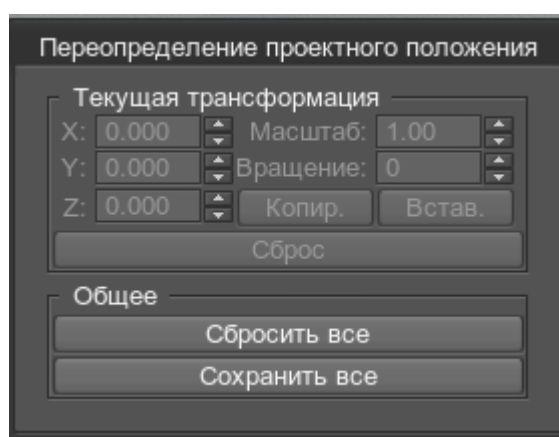 Переопределение проектного положения
Текущая трансформация
X: 0.000 Масштаб: 1.00
Y: 0.000 Вращение: 0
Z: 0.000 Копир. Встав.
Сброс
Общее
Сбросить все
Сохранить все